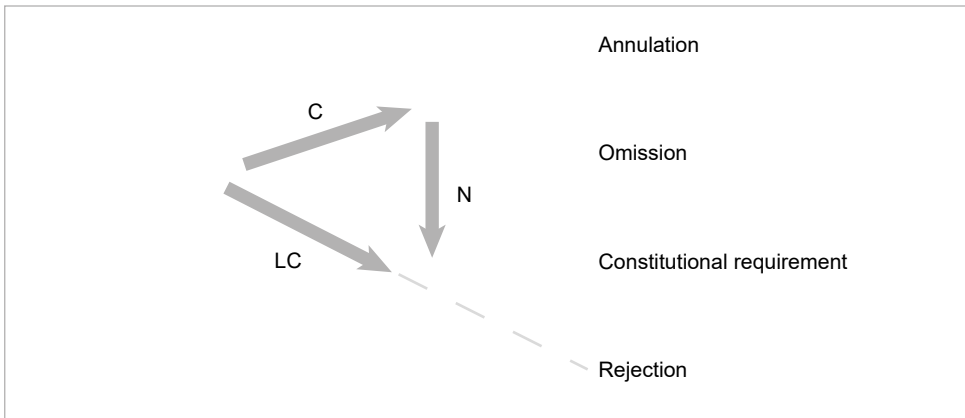 Annulation
C
Omission
N
LC
Constitutional requirement
Rejection